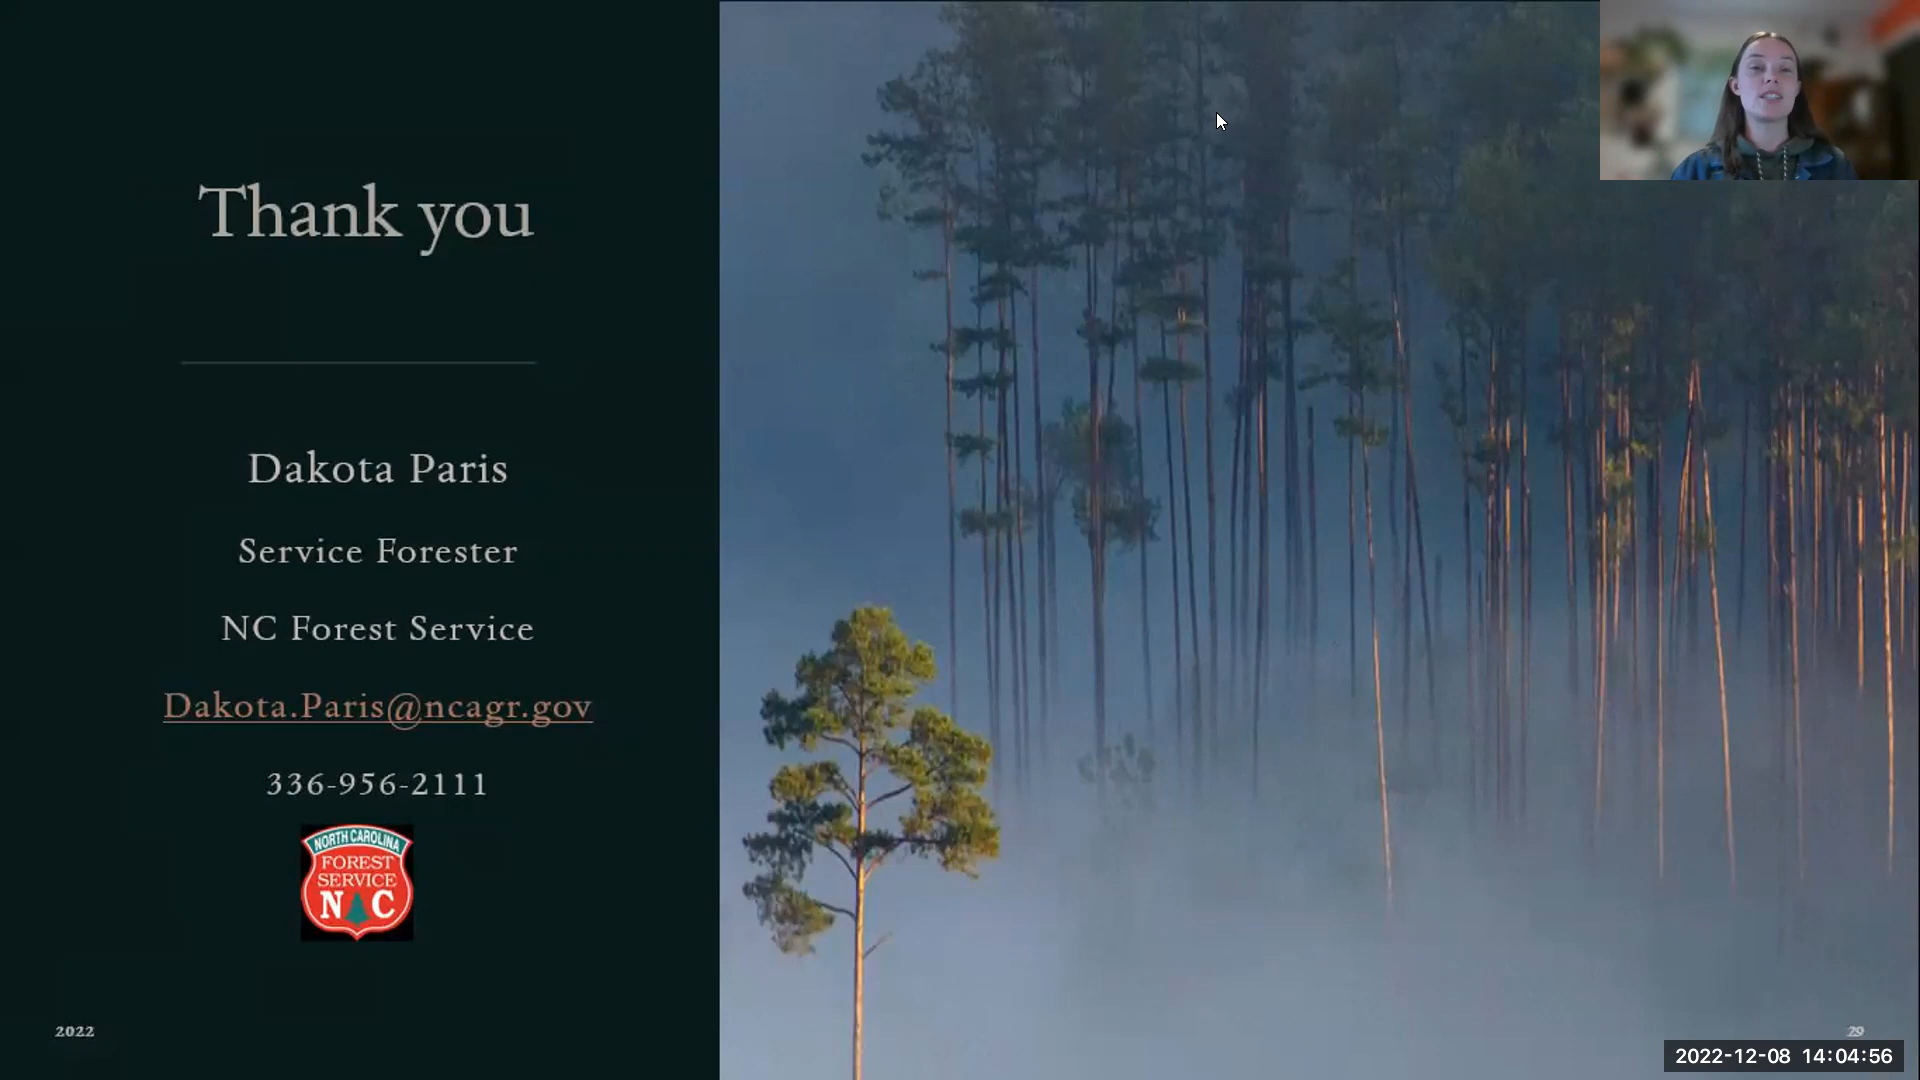 Thank you
Dakota Paris
Service Forester
NC Forest Service
Dakota.Paris@ncagr.gov
336-956-2111
NORTH CAROLINA
FOREST
SERVICE
N C
2022
29
2022-12-08 14:04:56